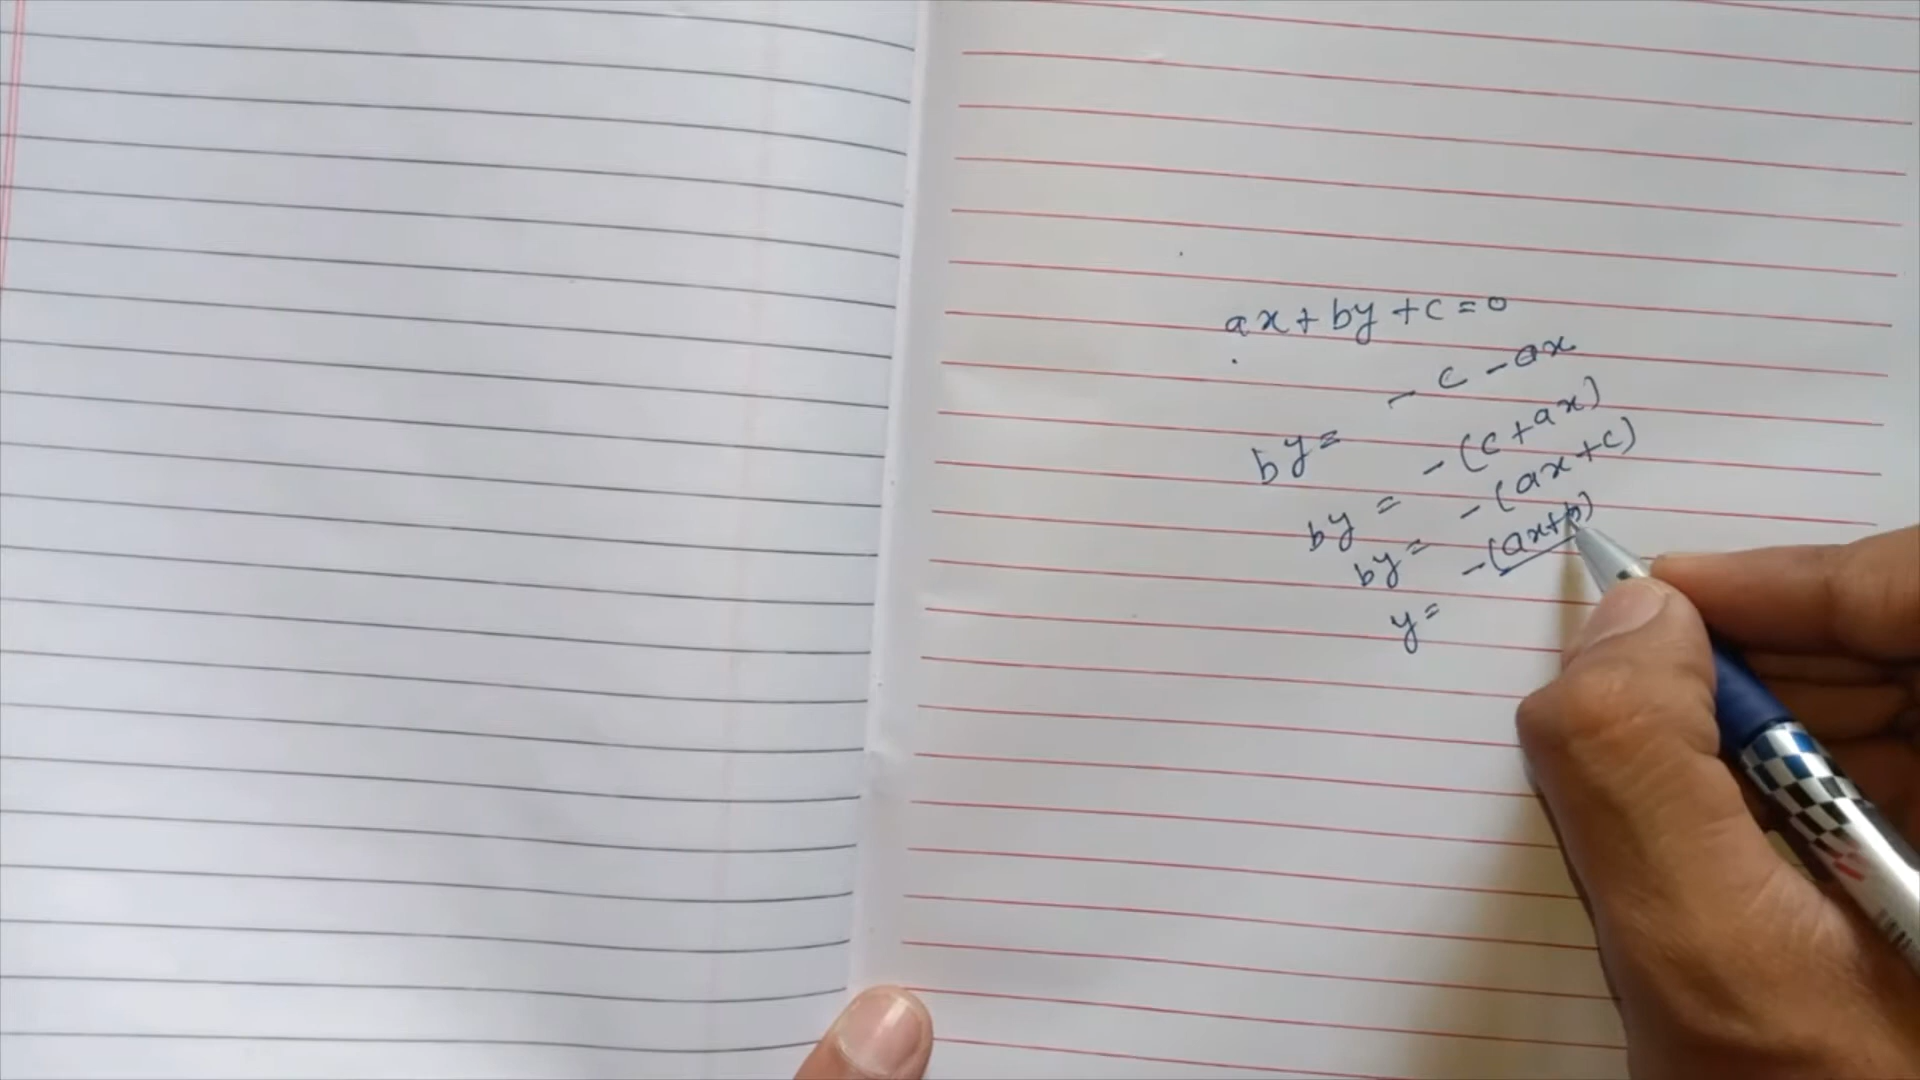 ax + by + c = 0
by = - c - ax
by = - (c + ax)
by = - (ax + c)
y = - (ax + b)